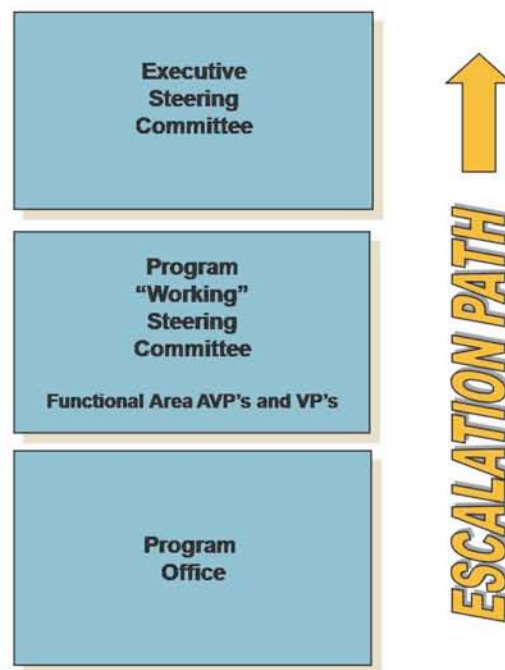 Executive
Steering
Committee
Program
“Working”
Steering
Committee
Functional Area AVP's and VP's
Program
Office
ESCALATION PATH